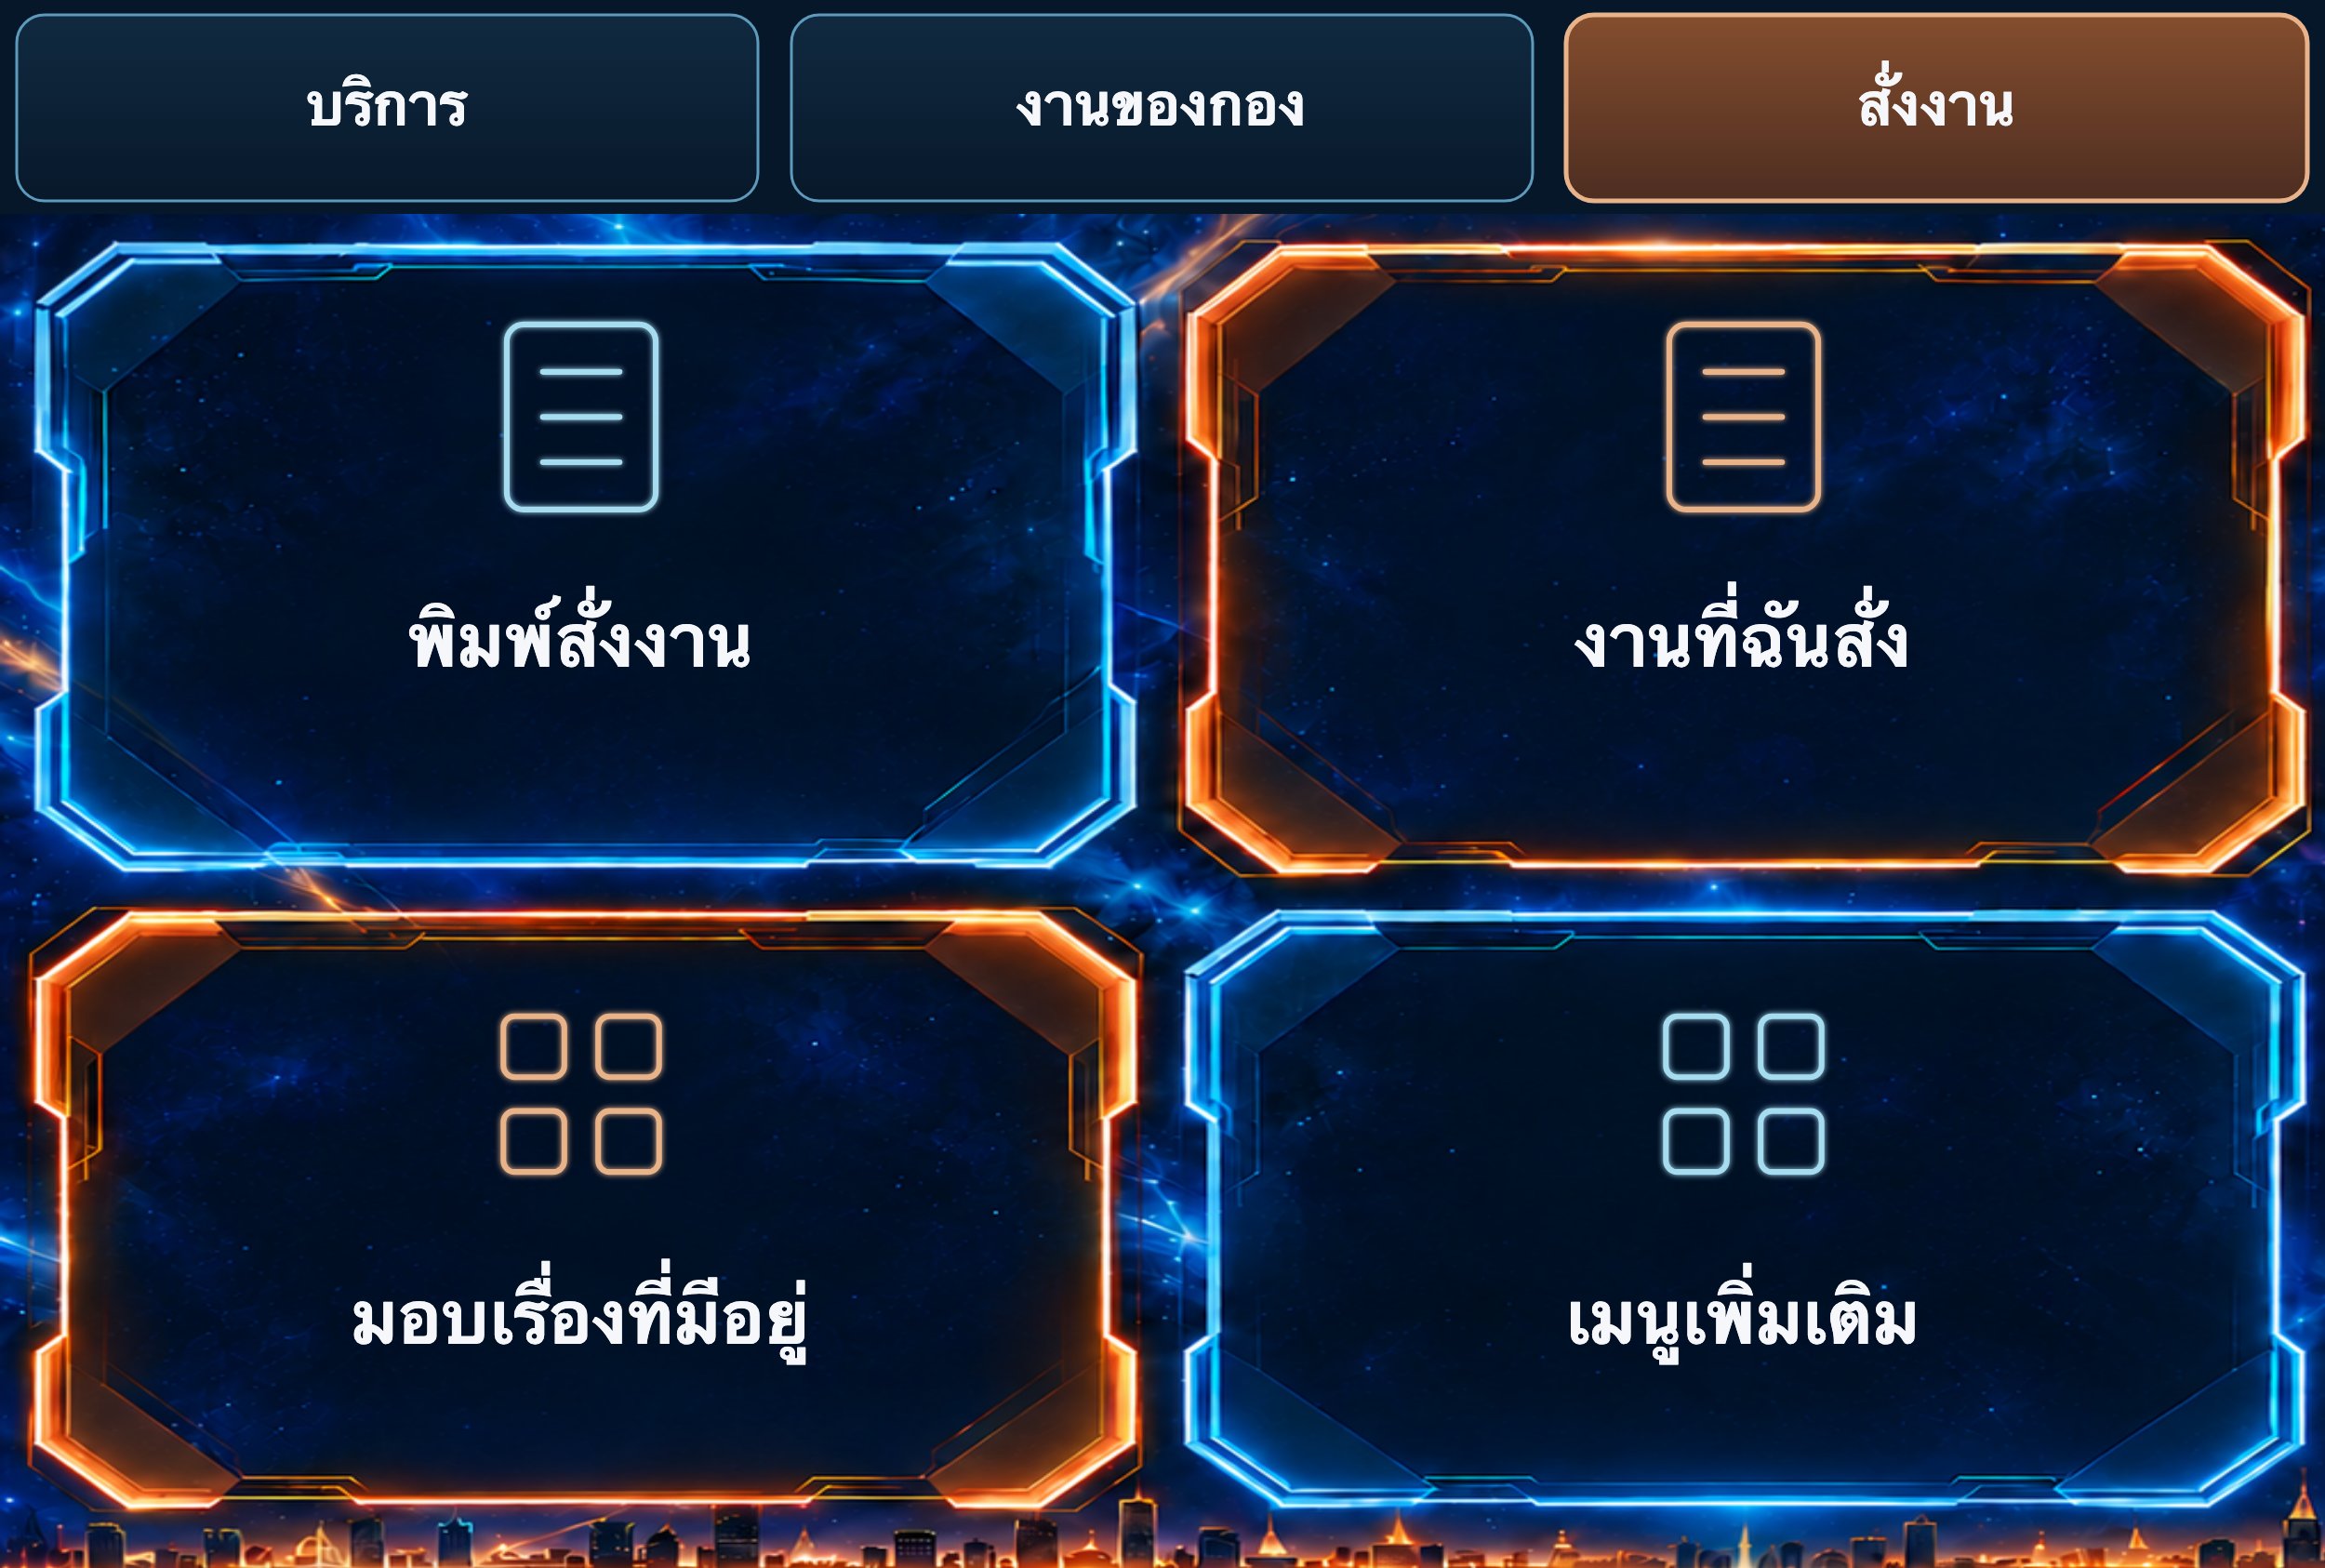 บริการ
งานของกอง
สั่งงาน
พิมพ์สั่งงาน
งานที่ฉันสั่ง
มอบเรื่องที่มีอยู่
เมนูเพิ่มเติม